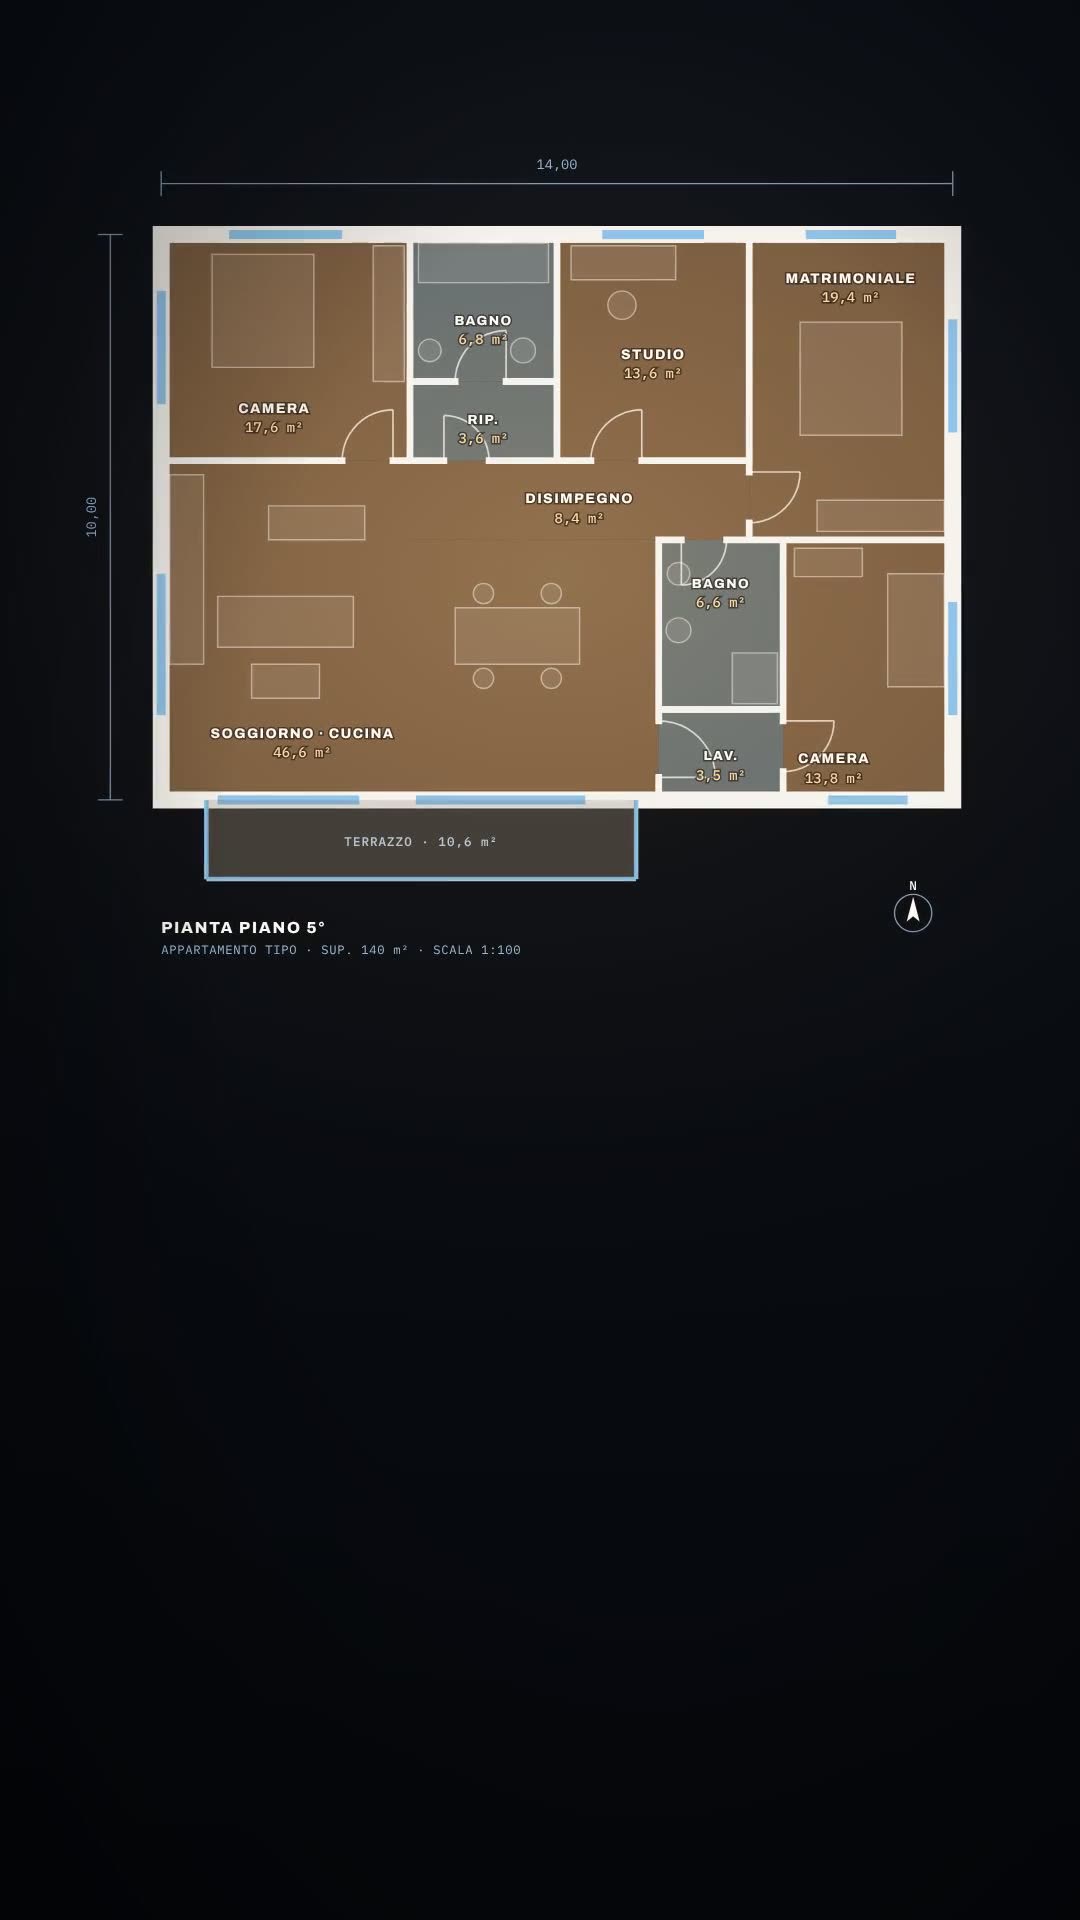 14,00
10,00
MATRIMONIALE
19,4 m²
BAGNO
6,8 m²
STUDIO
13,6 m²
CAMERA
17,6 m²
RIP.
3,6 m²
DISIMPEGNO
8,4 m²
BAGNO
6,6 m²
SOGGIORNO · CUCINA
46,6 m²
LAV.
3,5 m²
CAMERA
13,8 m²
TERRAZZO · 10,6 m²
N
PIANTA PIANO 5°
APPARTAMENTO TIPO · SUP. 140 m² · SCALA 1:100